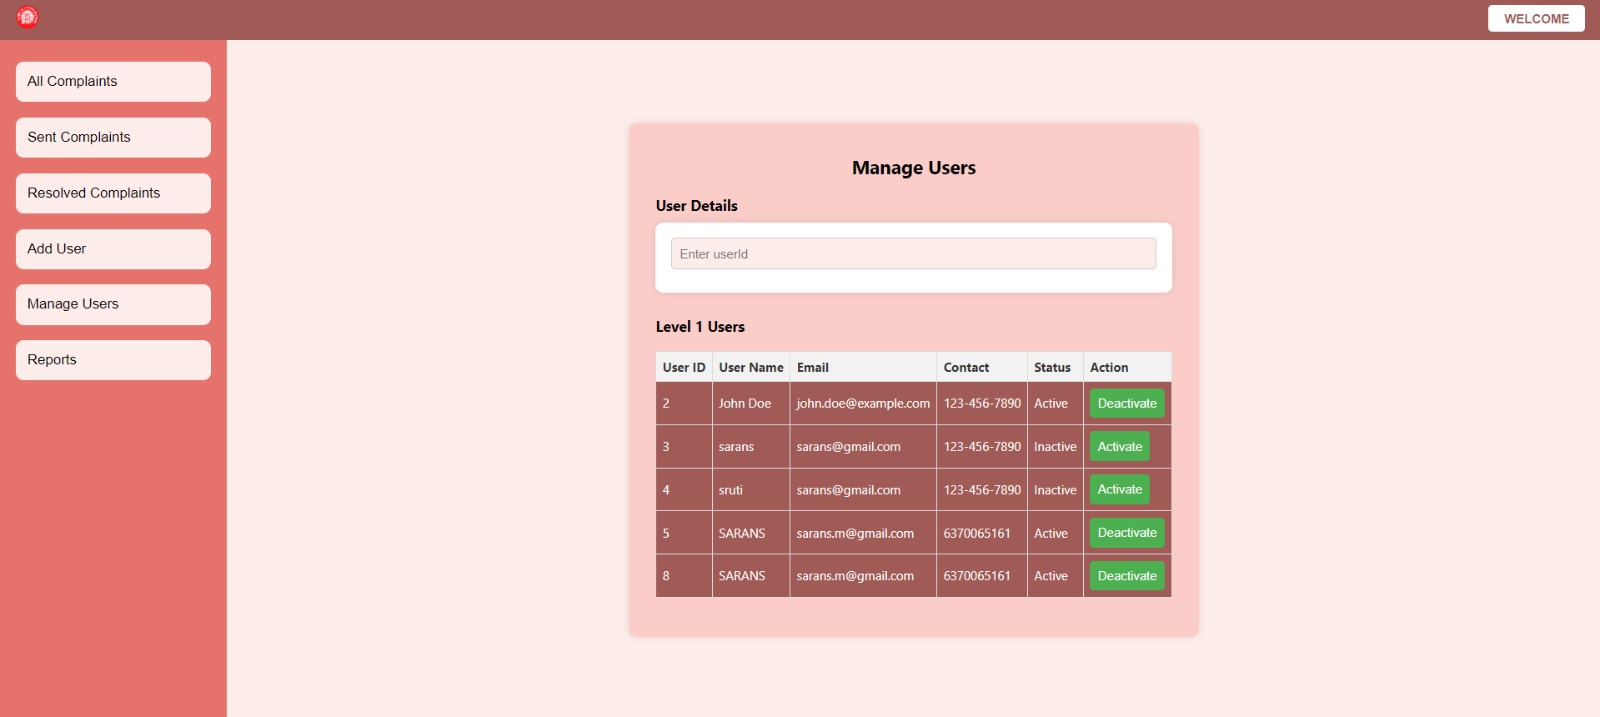 WELCOME
All Complaints
Sent Complaints
Resolved Complaints
Add User
Manage Users
Reports
Manage Users
User Details
Enter userId
Level 1 Users
User ID User Name Email Contact Status Action
2 John Doe john.doe@example.com 123-456-7890 Active Deactivate
3 sarans sarans@gmail.com 123-456-7890 Inactive Activate
4 sruti sarans@gmail.com 123-456-7890 Inactive Activate
5 SARANS sarans.m@gmail.com 6370065161 Active Deactivate
8 SARANS sarans.m@gmail.com 6370065161 Active Deactivate